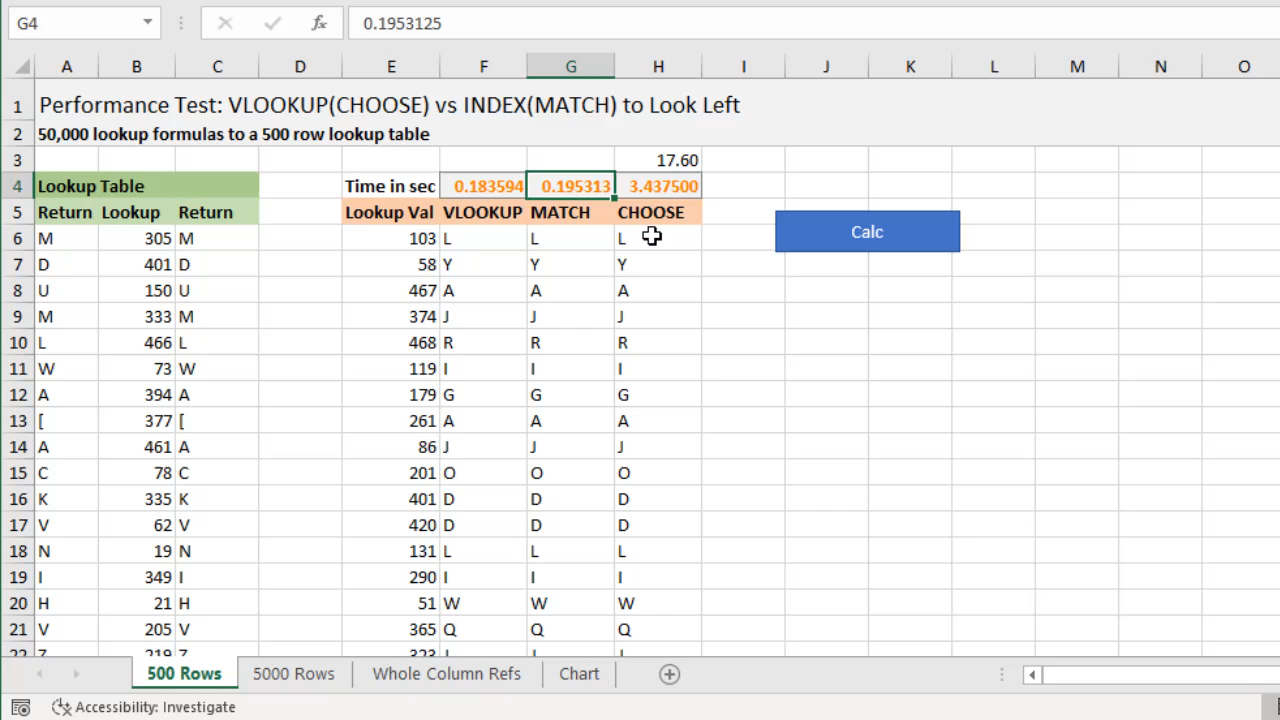 G4 fx 0.1953125
A B C D E F G H I J K L M N O
1 Performance Test: VLOOKUP(CHOOSE) vs INDEX(MATCH) to Look Left
2 50,000 lookup formulas to a 500 row lookup table
3 17.60
4 Lookup Table Time in sec 0.183594 0.195313 3.437500
5 Return Lookup Return Lookup Val VLOOKUP MATCH CHOOSE
Calc
6 M 305 M 103 L L L
7 D 401 D 58 Y Y Y
8 U 150 U 467 A A A
9 M 333 M 374 J J J
10 L 466 L 468 R R R
11 W 73 W 119 I I I
12 A 394 A 179 G G G
13 [ 377 [ 261 A A A
14 A 461 A 86 J J J
15 C 78 C 201 O O O
16 K 335 K 401 D D D
17 V 62 V 420 D D D
18 N 19 N 131 L L L
19 I 349 I 290 I I I
20 H 21 H 51 W W W
21 V 205 V 365 Q Q Q
22 Z 219 Z 323
500 Rows 5000 Rows Whole Column Refs Chart
Accessibility: Investigate